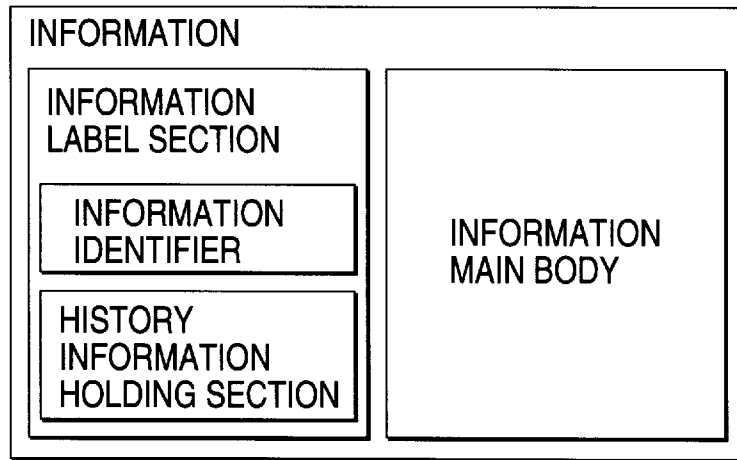 INFORMATION
INFORMATION
LABEL SECTION
INFORMATION
IDENTIFIER
HISTORY
INFORMATION
HOLDING SECTION
INFORMATION
MAIN BODY